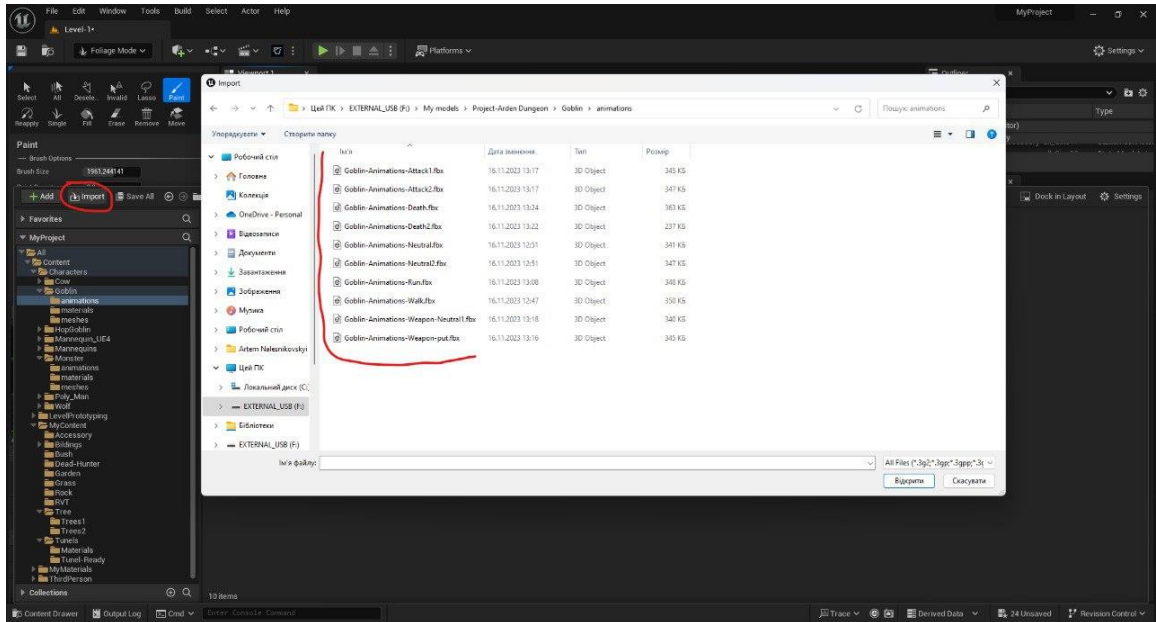 File Edit Window Tools Build Select Actor Help
MyProject
Level-1•
Foliage Mode
Platforms
Settings
Viewport 1
Outliner
Select All Desele.. Invalid Lasso Paint
Reapply Single Fill Erase Remove Move
Type
Paint
Brush Options
Brush Size 1961,244141
+ Add Import Save All
Dock in Layout Settings
Favorites
MyProject
All
Content
Characters
Cow
Goblin
animations
materials
meshes
HopGoblin
Mannequin_UE4
Mannequins
Monster
animations
materials
meshes
Poly_Man
Wolf
LevelPrototyping
MyContent
Accessory
Bildings
Bush
Dead-Hunter
Garden
Grass
Rock
RVT
Tree
Trees1
Trees2
Tunels
Materials
Tunel-Ready
MyMaterials
ThirdPerson
Collections
10 items
Import
Цей ПК > EXTERNAL_USB (F:) > My models > Project-Arden Dungeon > Goblin > animations
Пошук: animations
Упорядкувати Створити папку
Робочий стіл
Головна
Колекція
OneDrive - Personal
Відеозаписи
Документи
Завантаження
Зображення
Музика
Робочий стіл
Artem Nalesnikovskyi
Цей ПК
Локальний диск (C:)
EXTERNAL_USB (F:)
Бібліотеки
EXTERNAL_USB (F:)
Ім'я Дата змінення: Тип Розмір
Goblin-Animations-Attack1.fbx 16.11.2023 13:17 3D Object 345 КБ
Goblin-Animations-Attack2.fbx 16.11.2023 13:17 3D Object 347 КБ
Goblin-Animations-Death.fbx 16.11.2023 13:24 3D Object 363 КБ
Goblin-Animations-Death2.fbx 16.11.2023 13:22 3D Object 237 КБ
Goblin-Animations-Neutral.fbx 16.11.2023 12:51 3D Object 341 КБ
Goblin-Animations-Neutral2.fbx 16.11.2023 12:51 3D Object 347 КБ
Goblin-Animations-Run.fbx 16.11.2023 13:08 3D Object 348 КБ
Goblin-Animations-Walk.fbx 16.11.2023 12:47 3D Object 350 КБ
Goblin-Animations-Weapon-Neutral1.fbx 16.11.2023 13:18 3D Object 340 КБ
Goblin-Animations-Weapon-put.fbx 16.11.2023 13:16 3D Object 345 КБ
Ім'я файлу:
All Files (*.3g2;*.3gp;*.3gpp;*.3g
Відкрити Скасувати
Content Drawer Output Log Cmd Enter Console Command
Trace Derived Data 24 Unsaved Revision Control